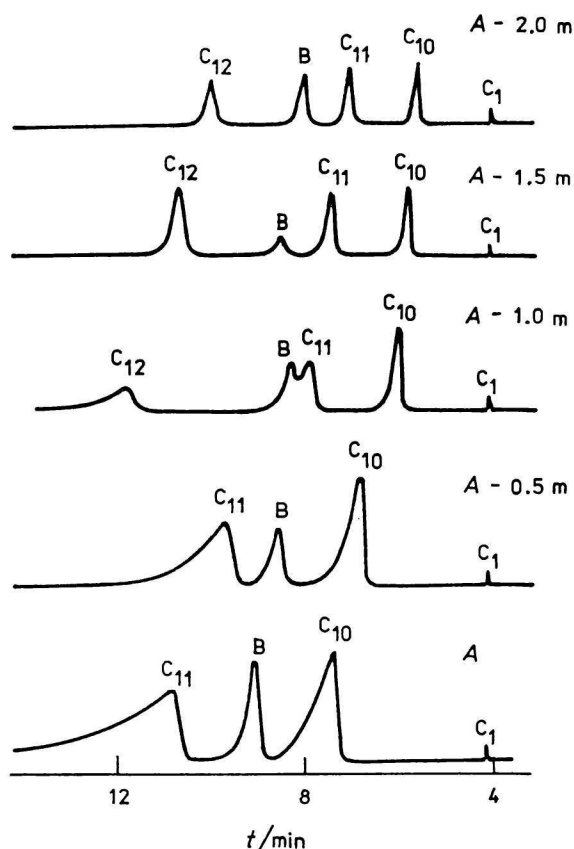 A - 2.0 m
C12 B C11 C10 C1
A - 1.5 m
C12 B C11 C10 C1
A - 1.0 m
C12 B C11 C10 C1
A - 0.5 m
C11 B C10 C1
A
C11 B C10 C1
12 8 4
t/min